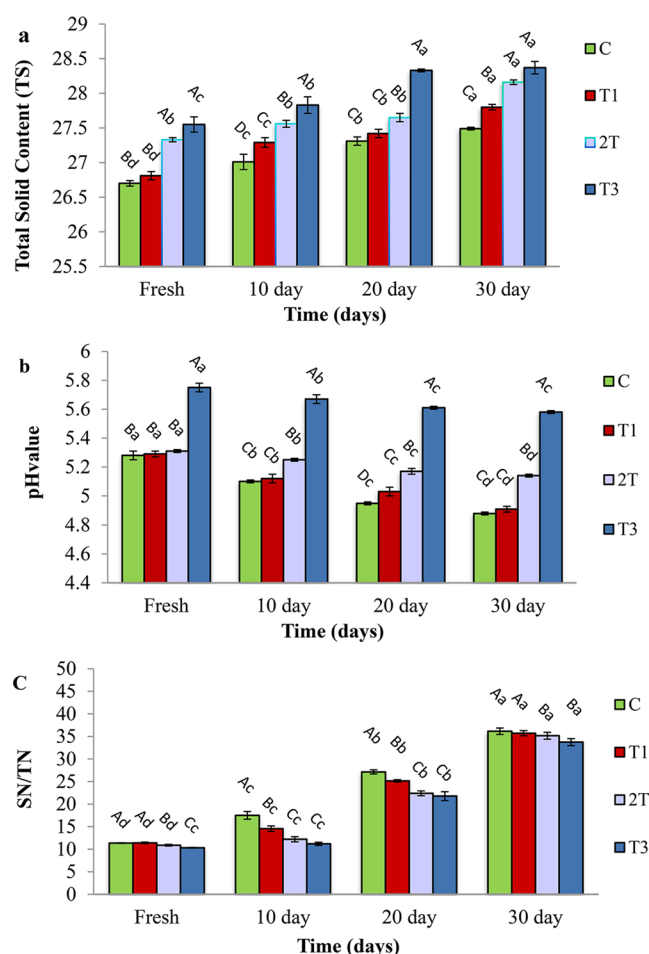 a
Total Solid Content (TS)
29
28.5
28
27.5
27
26.5
26
25.5
Bd Bd Ab Ac
Dc Cc Bb Ab
Cb Cb Bb Aa
Ca Ba Aa Aa
Fresh 10 day 20 day 30 day
Time (days)
C
T1
2T
T3
b
pHvalue
6
5.8
5.6
5.4
5.2
5
4.8
4.6
4.4
Ba Ba Ba Aa
Cb Cb Bb Ab
Dc Cc Bc Ac
Cd Cd Bd Ac
Fresh 10 day 20 day 30 day
Time (days)
C
T1
2T
T3
C
SN/TN
50
45
40
35
30
25
20
15
10
5
0
Ad Ad Bd Cc
Ac Bc Cc Cc
Ab Bb Cb Cb
Aa Aa Ba Ba
Fresh 10 day 20 day 30 day
Time (days)
C
T1
2T
T3